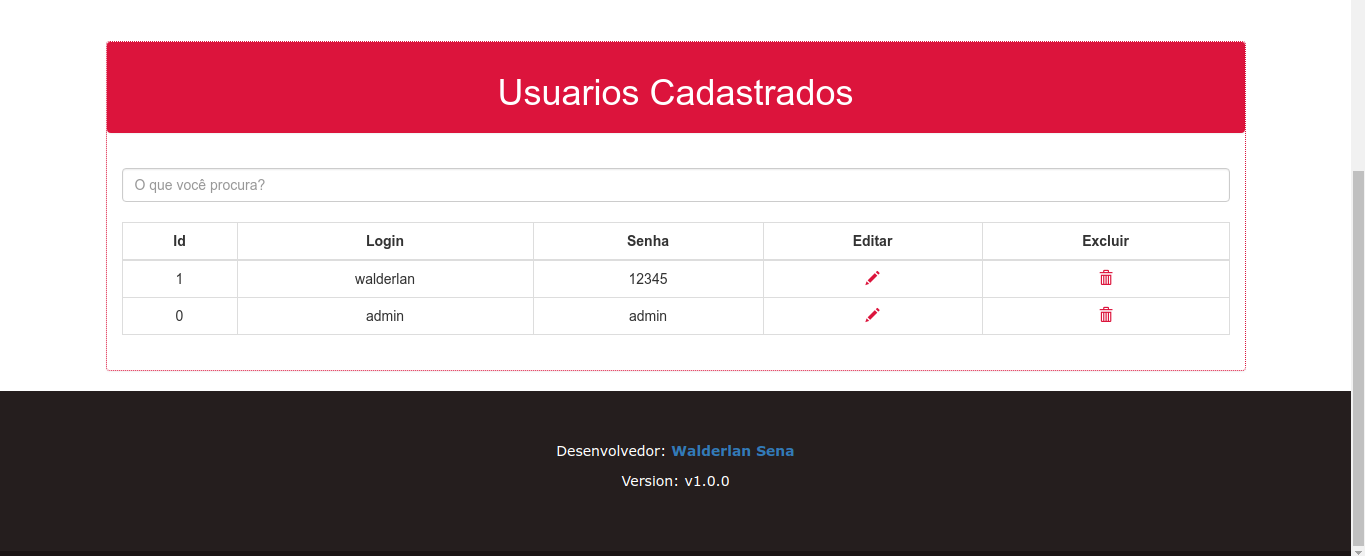 Usuarios Cadastrados
O que você procura?
Id Login Senha Editar Excluir
1 walderlan 12345
0 admin admin
Desenvolvedor: Walderlan Sena
Version: v1.0.0